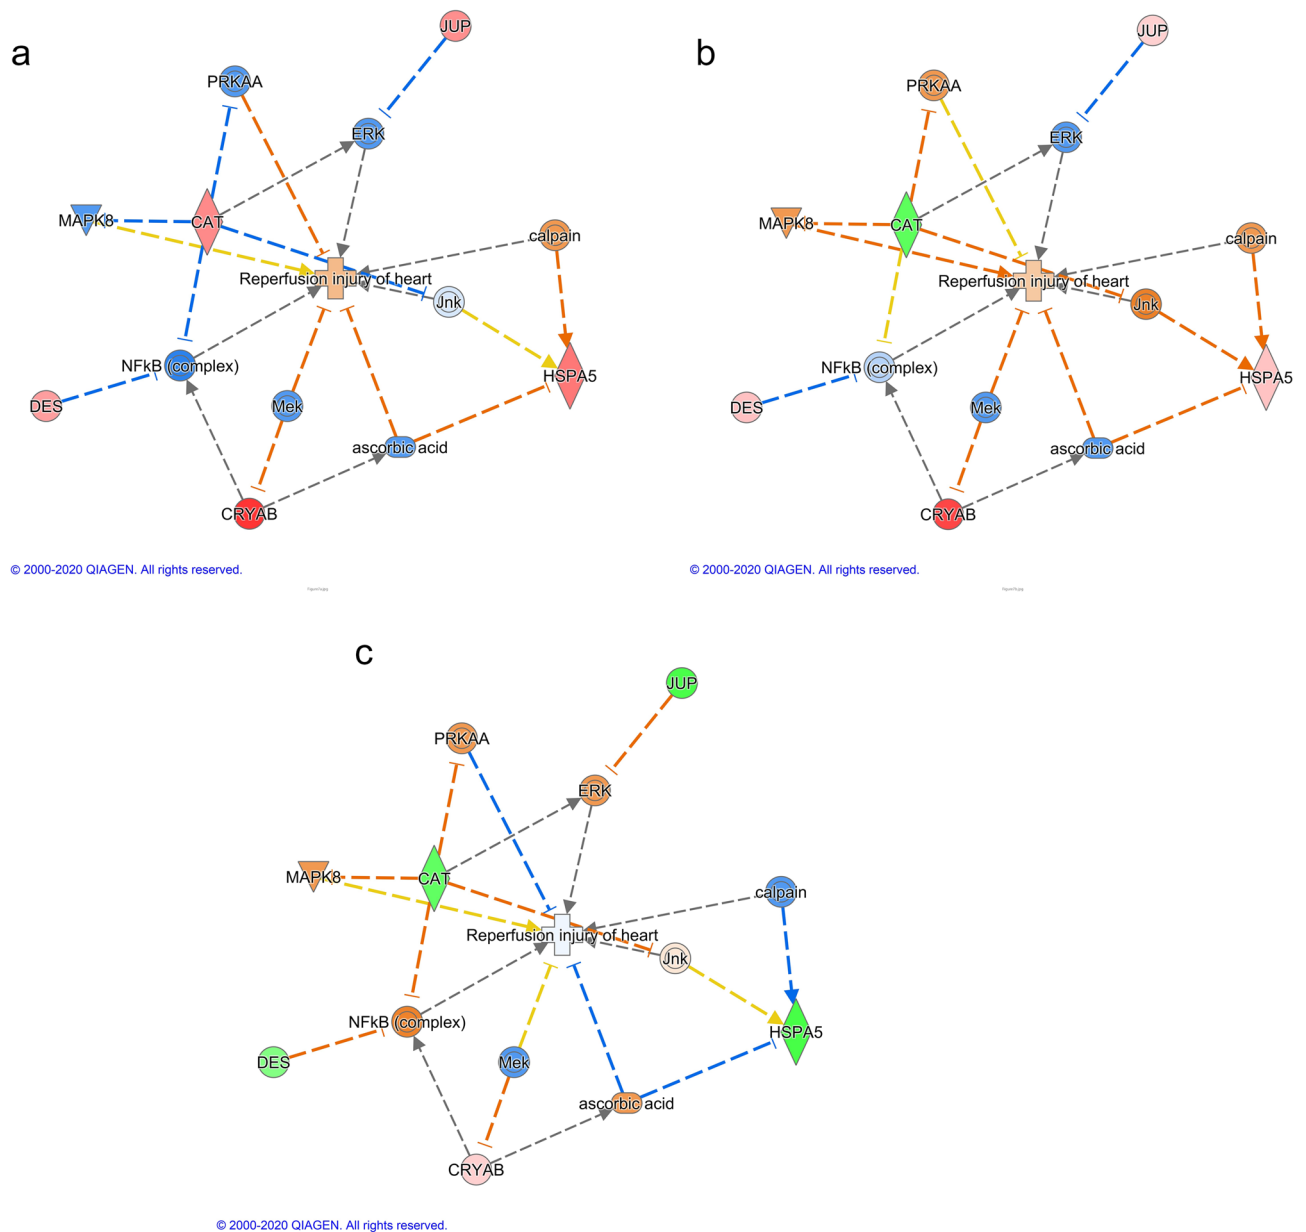 a
JUP
PRKAA
ERK
MAPK8
CAT
calpain
Reperfusion injury of heart
Jnk
NFkB (complex)
HSPA5
DES
Mek
ascorbic acid
CRYAB
© 2000-2020 QIAGEN. All rights reserved.
b
JUP
PRKAA
ERK
MAPK8
CAT
calpain
Reperfusion injury of heart
Jnk
NFkB (complex)
HSPA5
DES
Mek
ascorbic acid
CRYAB
© 2000-2020 QIAGEN. All rights reserved.
c
JUP
PRKAA
ERK
MAPK8
CAT
calpain
Reperfusion injury of heart
Jnk
NFkB (complex)
HSPA5
DES
Mek
ascorbic acid
CRYAB
© 2000-2020 QIAGEN. All rights reserved.